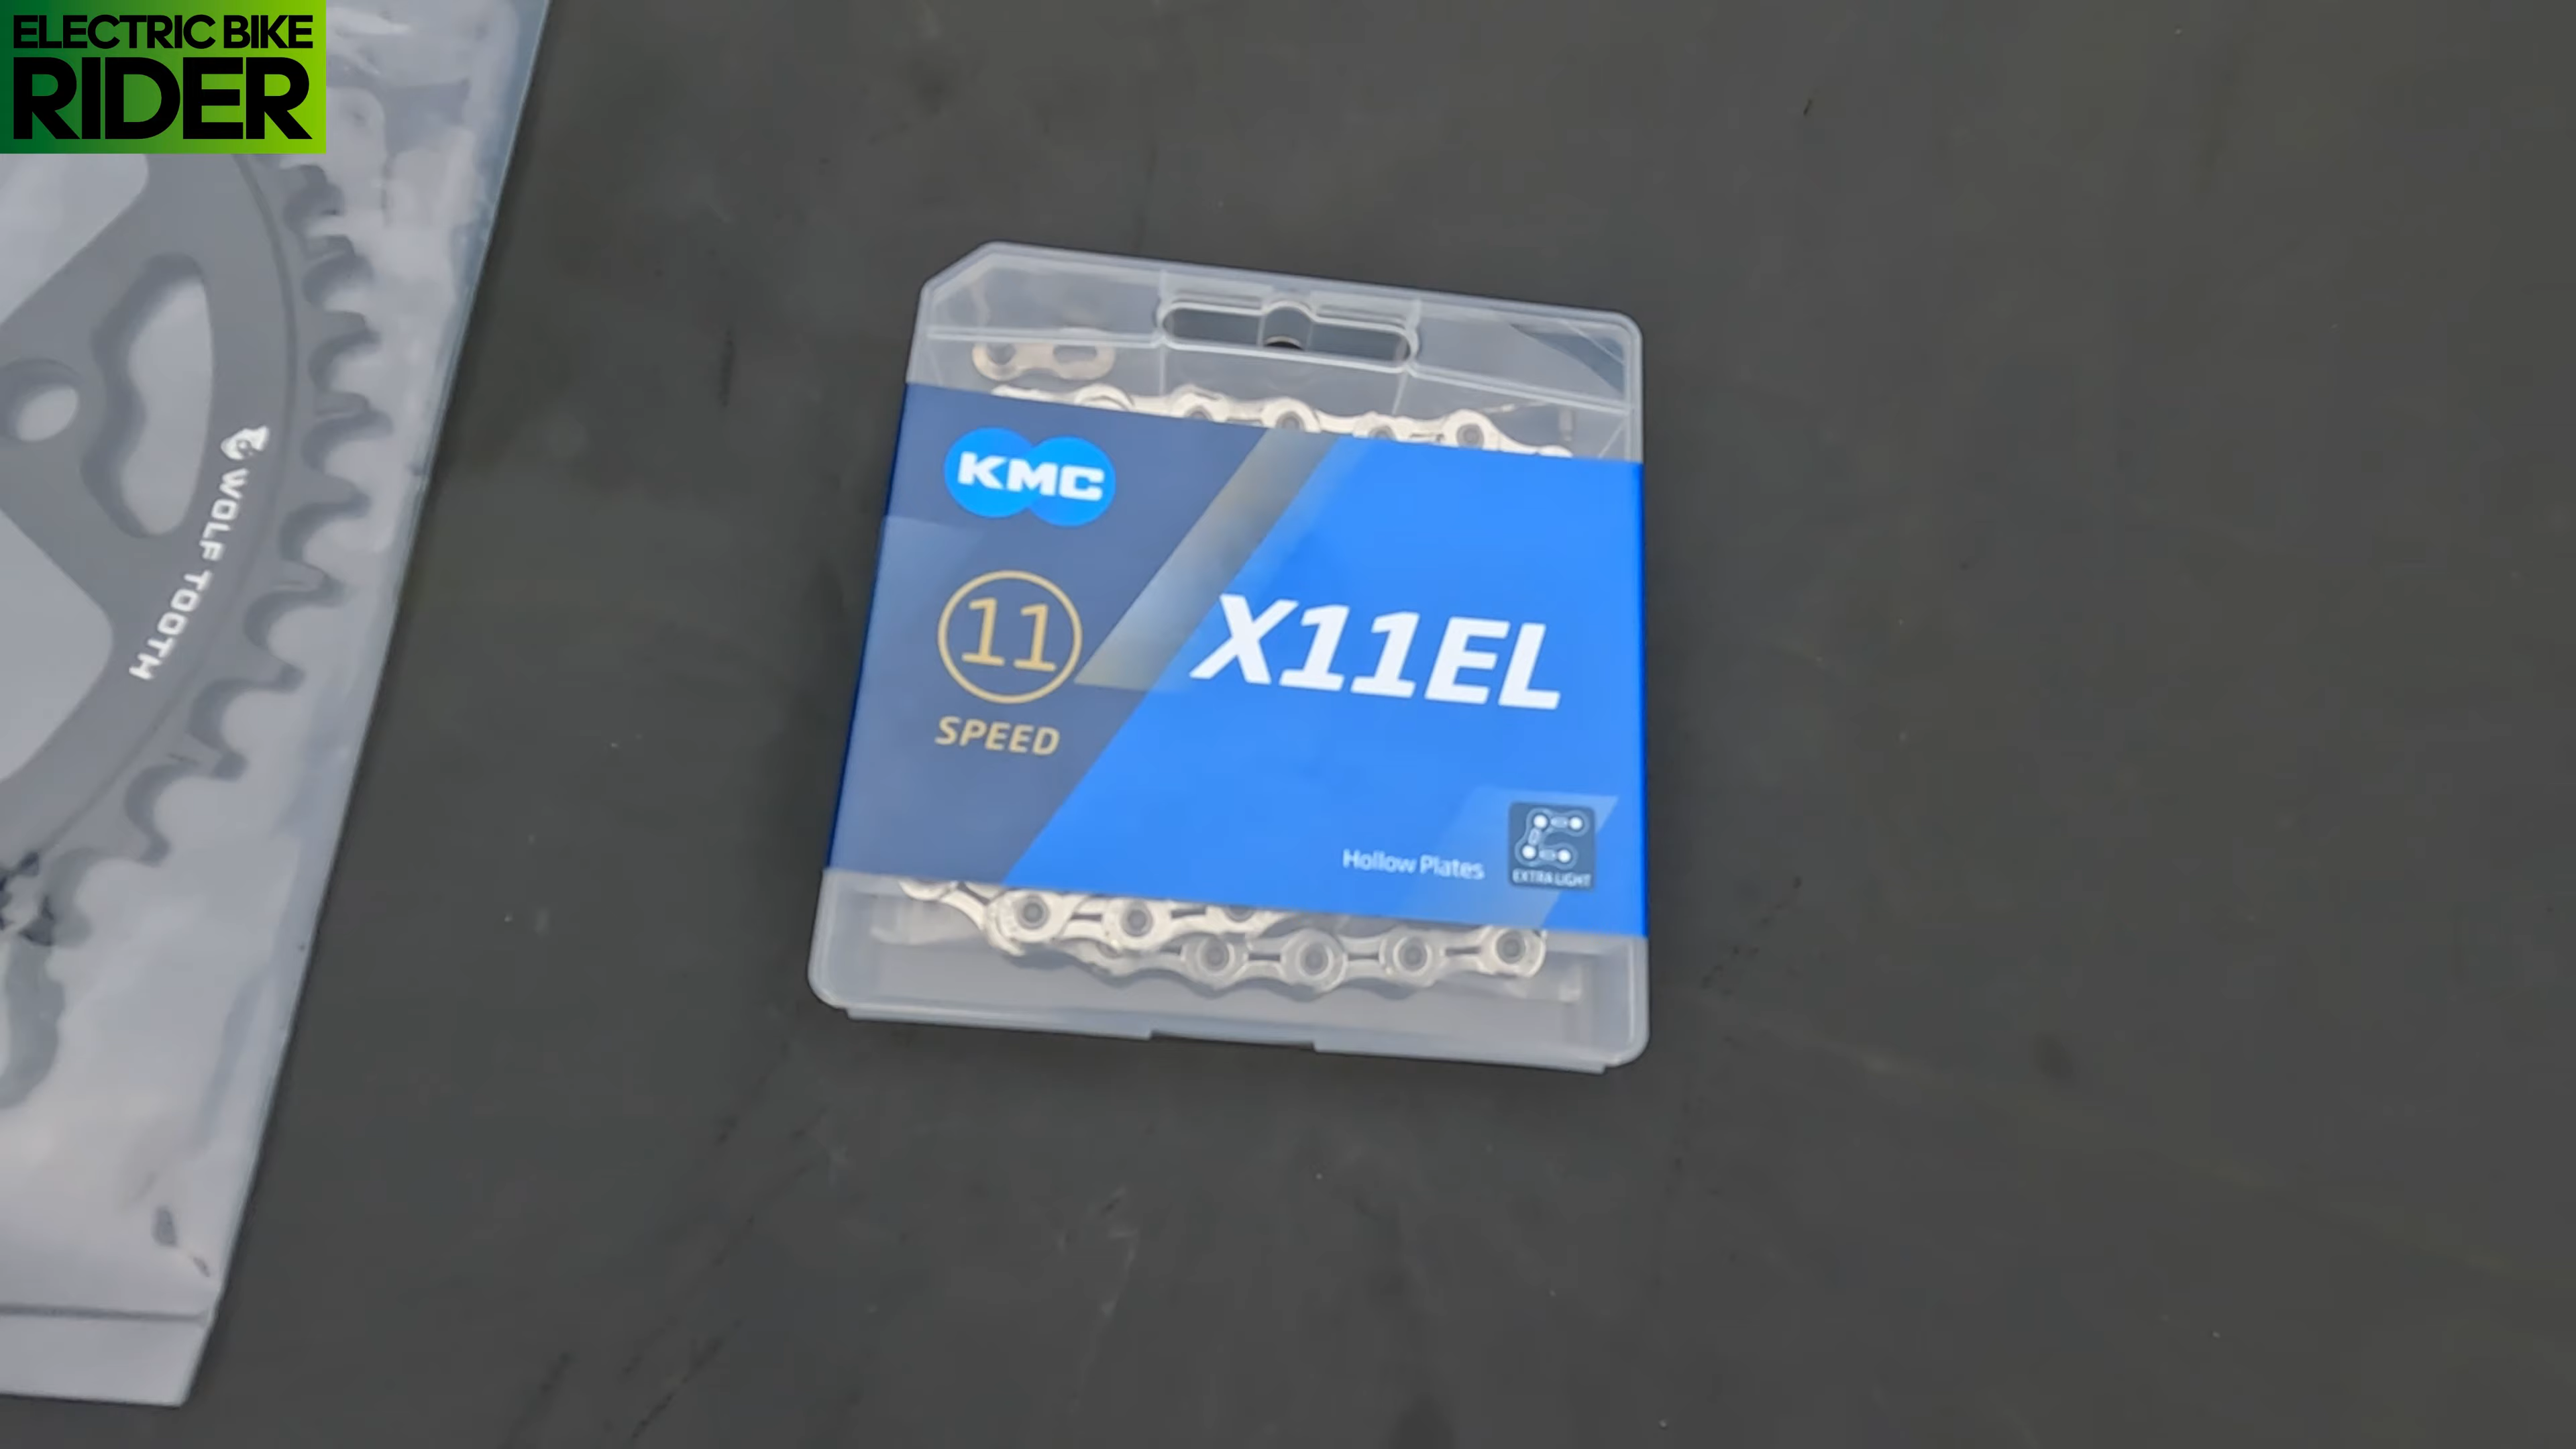 ELECTRIC BIKE
RIDER
WOLF TOOTH
KMC
11
SPEED
X11EL
Hollow Plates
EXTRA LIGHT